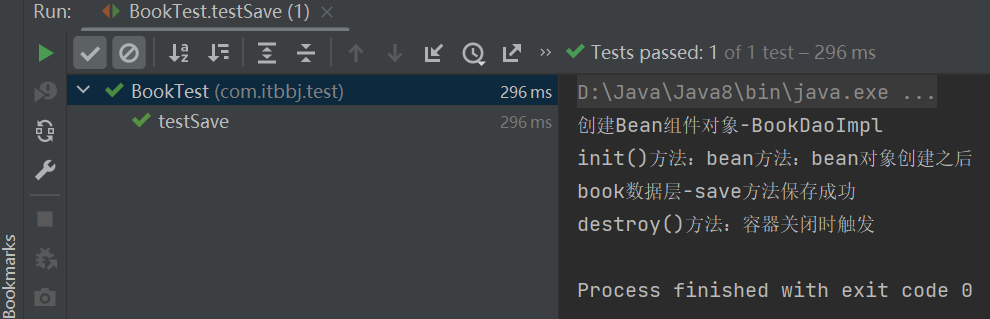 Run: BookTest.testSave (1)
Tests passed: 1 of 1 test – 296 ms
BookTest (com.itbbj.test) 296 ms
testSave 296 ms
D:\Java\Java8\bin\java.exe ...
创建Bean组件对象-BookDaoImpl
init()方法：bean方法：bean对象创建之后
book数据层-save方法保存成功
destroy()方法：容器关闭时触发
Process finished with exit code 0
Bookmarks